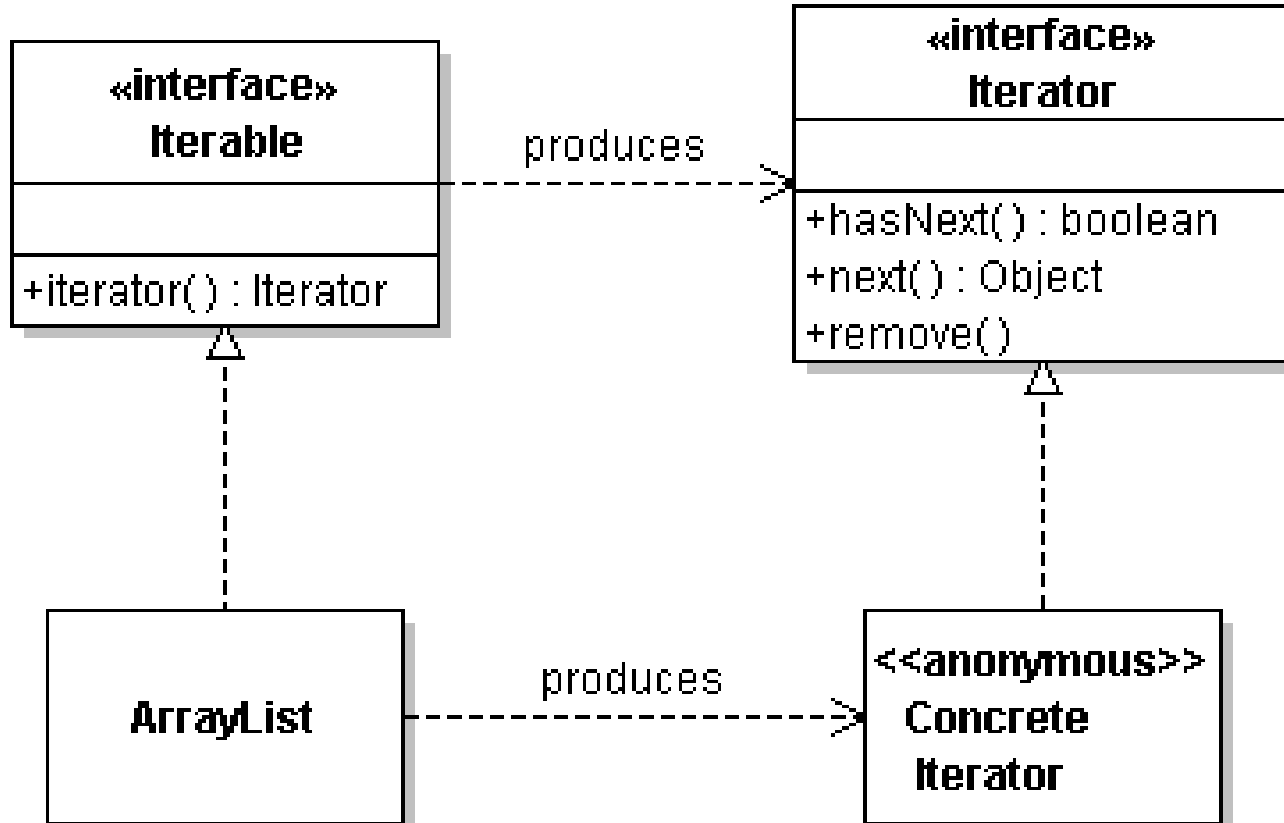 «interface»
Iterable
+iterator() : Iterator
produces
«interface»
Iterator
+hasNext() : boolean
+next() : Object
+remove()
ArrayList
produces
<<anonymous>>
Concrete
Iterator